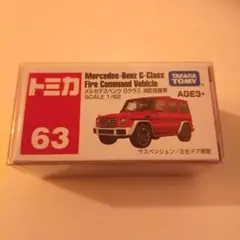 トミカ
63
Mercedes-Benz G-Class
Fire Command Vehicle
メルセデスベンツ Gクラス 消防指揮車
SCALE 1/62
TAKARA TOMY
AGE3+
サスペンション/左右ドア開閉